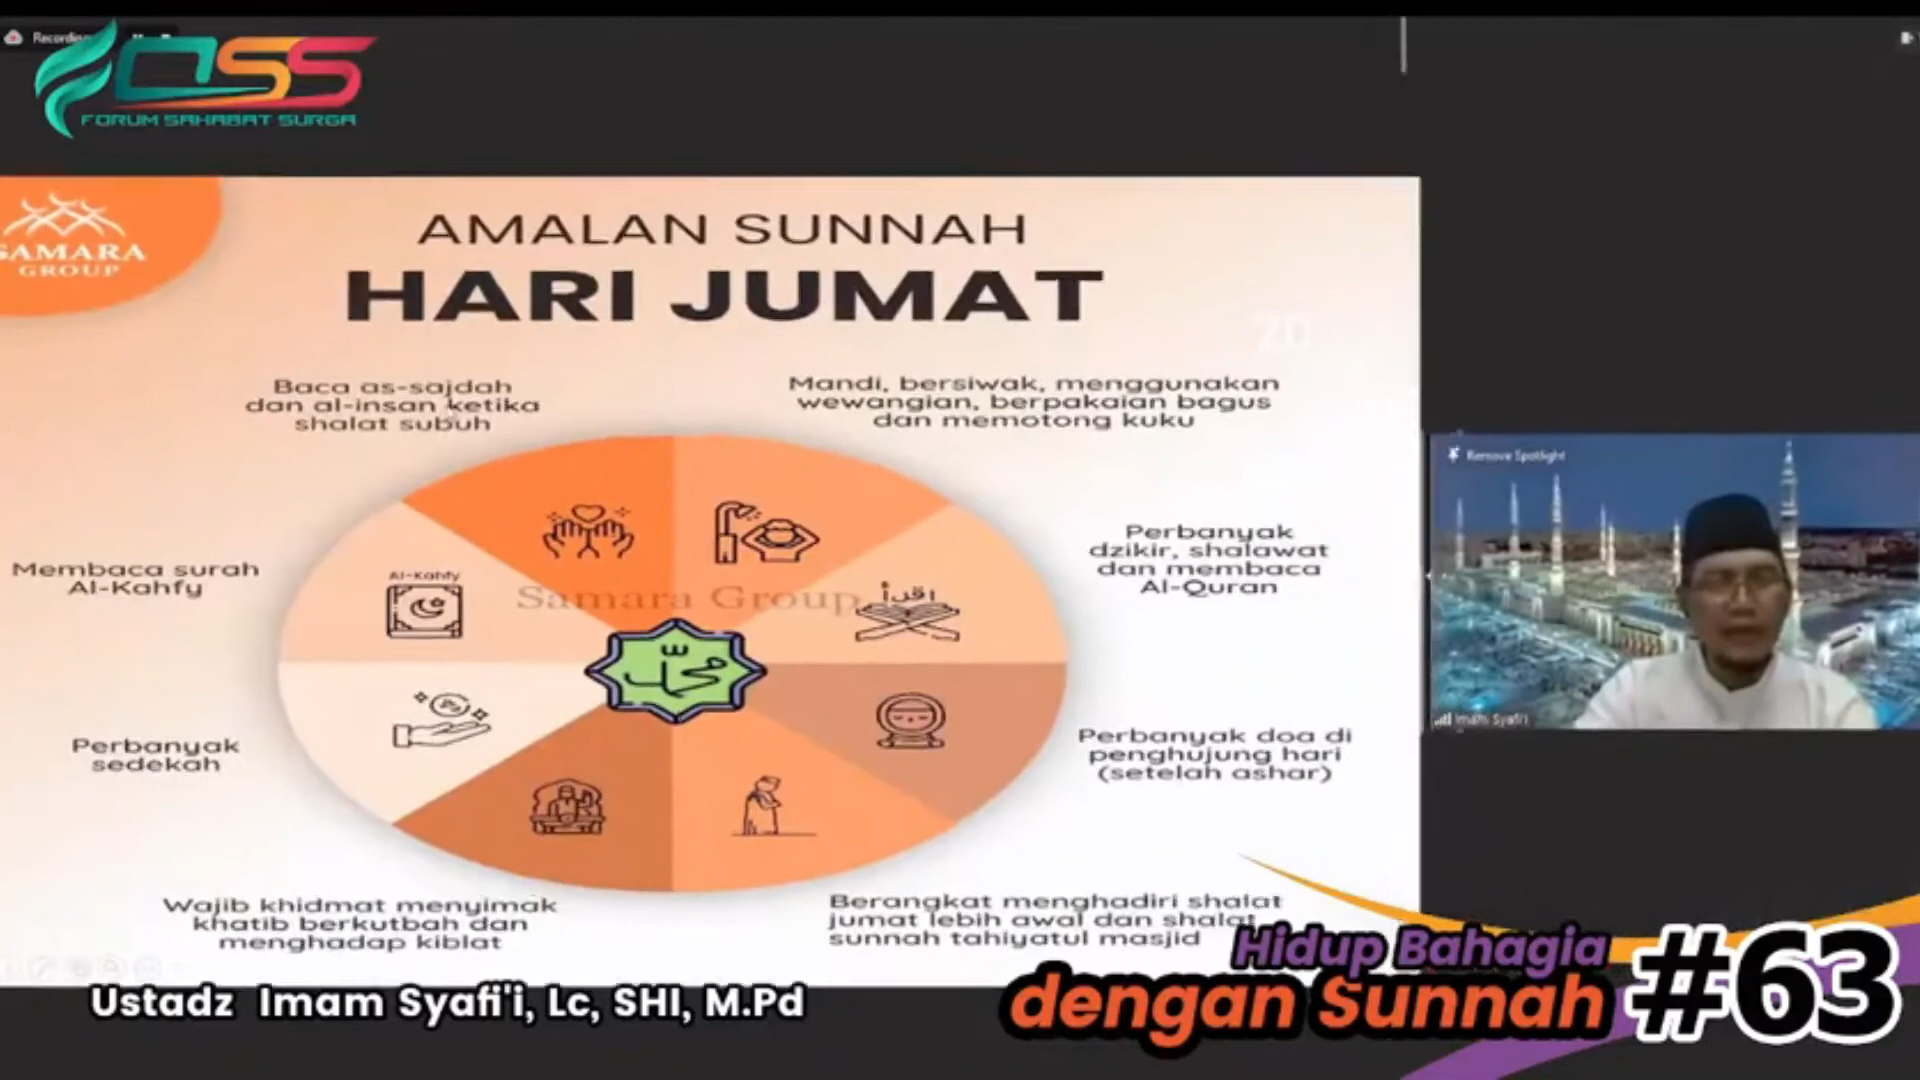 Recording
FOSS
FORUM SAHABAT SURGA
SAMARA
GROUP
AMALAN SUNNAH
HARI JUMAT
Baca as-sajdah
dan al-insan ketika
shalat subuh
Mandi, bersiwak, menggunakan
wewangian, berpakaian bagus
dan memotong kuku
Membaca surah
Al-Kahfy
Perbanyak
dzikir, shalawat
dan membaca
Al-Quran
Al-Kahfy
اقرأ
Samara Group
محمد
Perbanyak
sedekah
Perbanyak doa di
penghujung hari
(setelah ashar)
Wajib khidmat menyimak
khatib berkutbah dan
menghadap kiblat
Berangkat menghadiri shalat
jumat lebih awal dan shalat
sunnah tahiyatul masjid
Remove Spotlight
Imam Syafi'i
Ustadz Imam Syafi'i, Lc, SHI, M.Pd
Hidup Bahagia
dengan Sunnah
#63